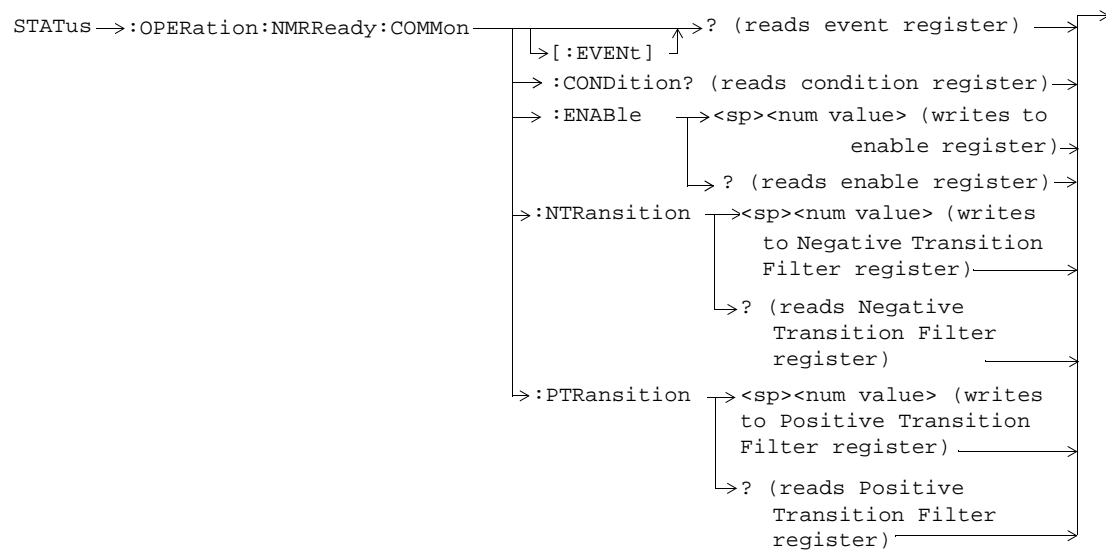 STATus :OPERation:NMRReady:COMMon ? (reads event register)
[:EVENt]
:CONDition? (reads condition register)
:ENABle <sp><num value> (writes to
enable register)
? (reads enable register)
:NTRansition <sp><num value> (writes
to Negative Transition
Filter register)
? (reads Negative
Transition Filter
register)
:PTRansition <sp><num value> (writes
to Positive Transition
Filter register)
? (reads Positive
Transition Filter
register)